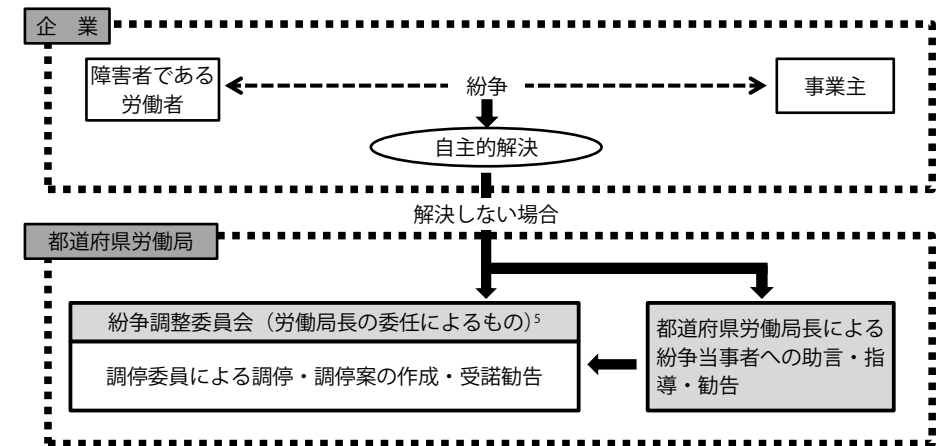 企 業
障害者である
労働者
紛争
事業主
自主的解決
解決しない場合
都道府県労働局
紛争調整委員会（労働局長の委任によるもの）5
調停委員による調停・調停案の作成・受諾勧告
都道府県労働局長による
紛争当事者への助言・指
導・勧告